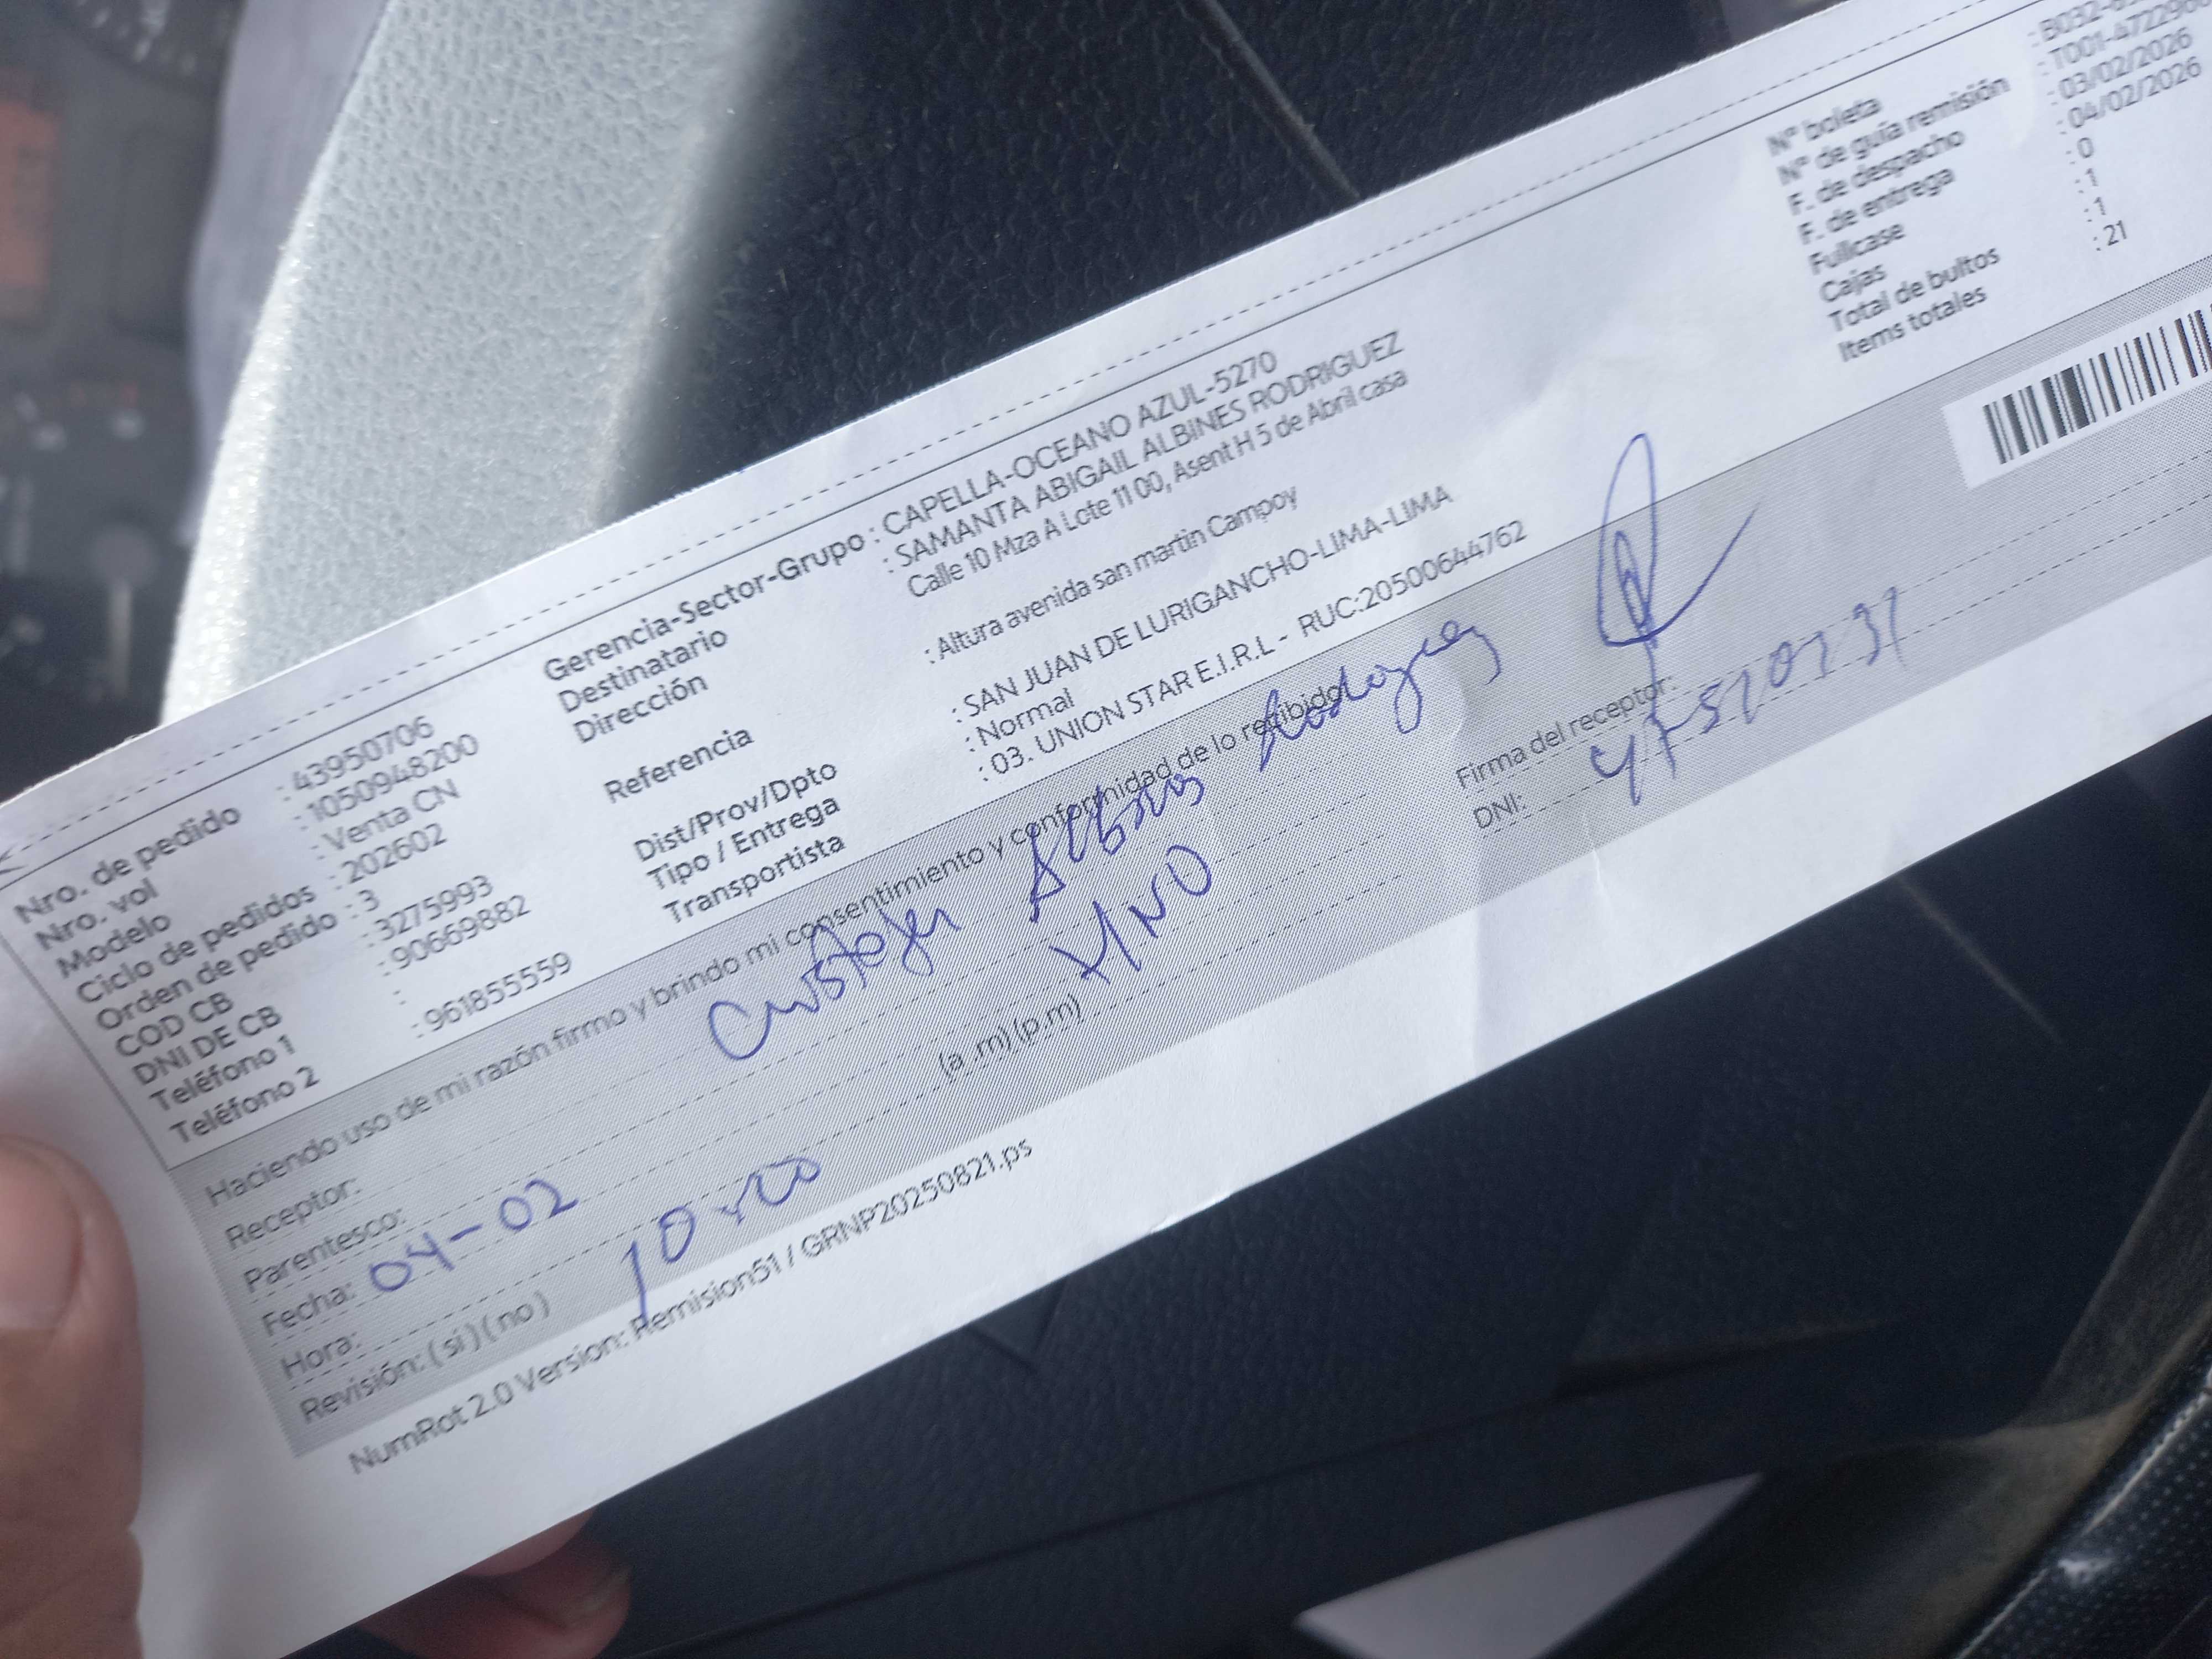 Nro. de pedido : 43950706
Nro. vol : 1050948200
Modelo : Venta CN
Ciclo de pedidos : 202602
Orden de pedido : 3
COD CB : 3275993
DNI DE CB : 90669882
Teléfono 1 :
Teléfono 2 : 961855559
Gerencia-Sector-Grupo : CAPELLA-OCEANO AZUL-5270
Destinatario : SAMANTA ABIGAIL ALBINES RODRIGUEZ
Dirección Calle 10 Mza A Lote 11 00, Asent H 5 de Abril casa
Referencia : Altura avenida san martin Campoy
Dist/Prov/Dpto : SAN JUAN DE LURIGANCHO-LIMA-LIMA
Tipo / Entrega : Normal
Transportista : 03. UNION STAR E.I.R.L - RUC:20500644762
N° boleta : B032-
N° de guía remisión : T001-472296
F. de despacho : 03/02/2026
F. de entrega : 04/02/2026
Fullcase : 0
Cajas : 1
Total de bultos : 1
Items totales : 21
Haciendo uso de mi razón firmo y brindo mi consentimiento y conformidad de lo recibido
Receptor: Rodriguez
Parentesco: HNO
Fecha: 04-02
Hora: (a .m) (p.m)
Revisión: ( si ) ( no )
Firma del receptor:
DNI:
NumRot 2.0 Version: Remision51 / GRNP20250821.ps